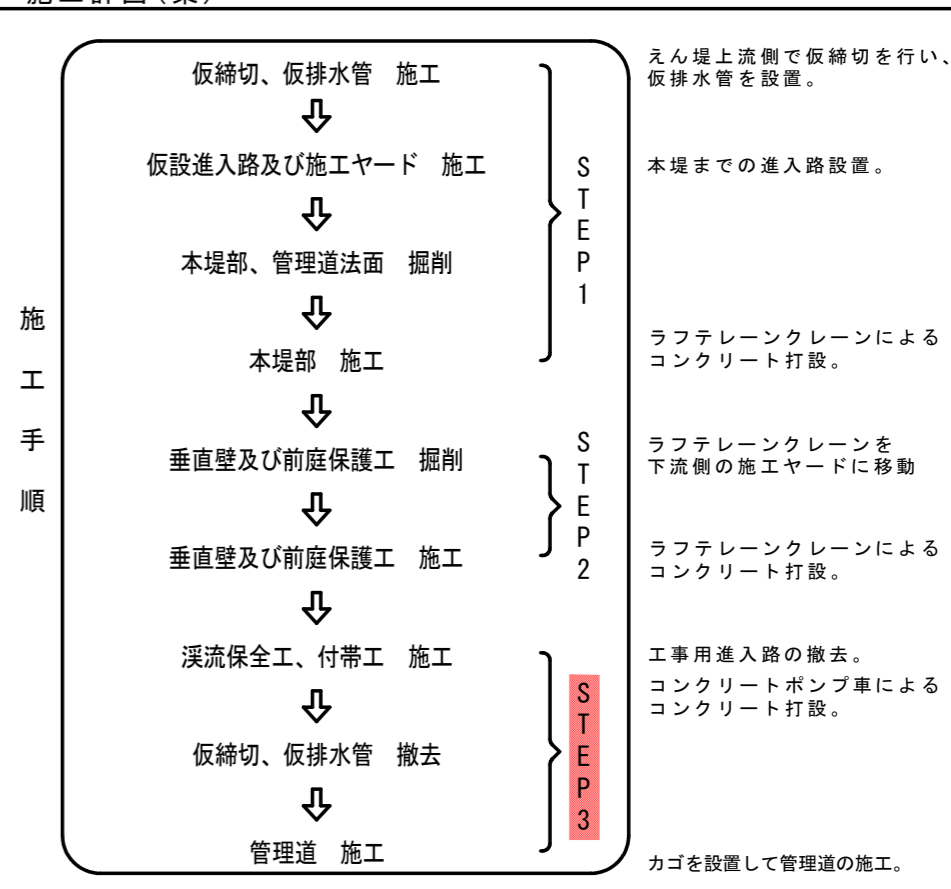 施工計画(案)
施工手順
仮締切、仮排水管　施工
仮設進入路及び施工ヤード　施工
本堤部、管理道法面　掘削
本堤部　施工
STEP1
垂直壁及び前庭保護工　掘削
垂直壁及び前庭保護工　施工
STEP2
渓流保全工、付帯工　施工
仮締切、仮排水管　撤去
管理道　施工
STEP3
えん堤上流側で仮締切を行い、
仮排水管を設置。
本堤までの進入路設置。
ラフテレーンクレーンによる
コンクリート打設。
ラフテレーンクレーンを
下流側の施工ヤードに移動
ラフテレーンクレーンによる
コンクリート打設。
工事用進入路の撤去。
コンクリートポンプ車による
コンクリート打設。
カゴを設置して管理道の施工。